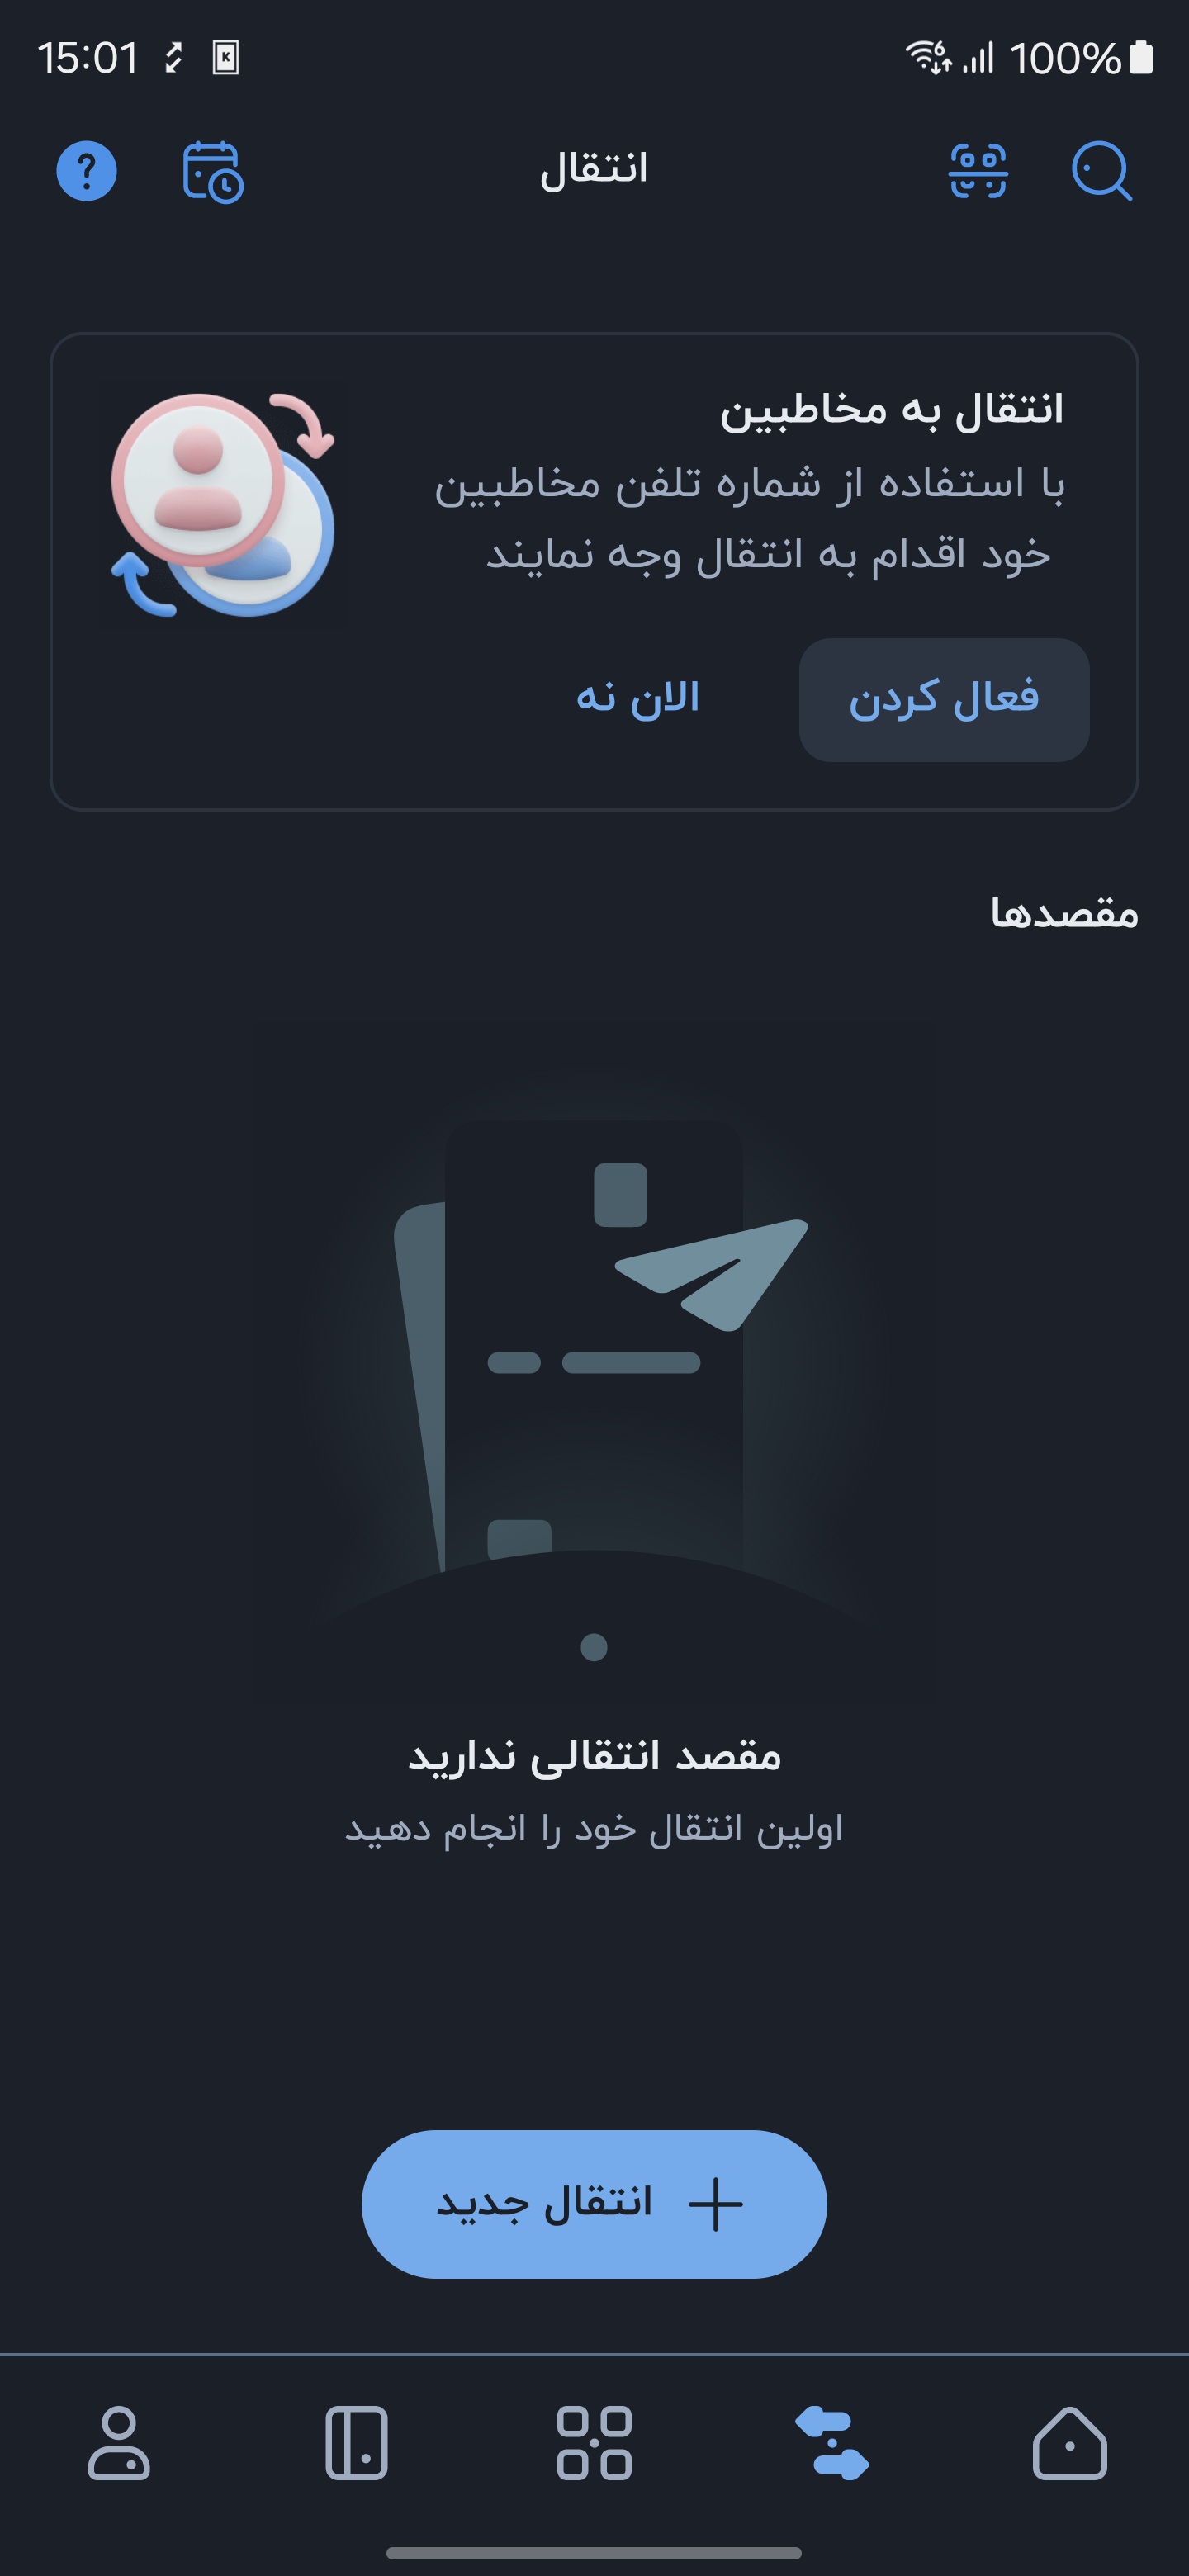 15:01
K
6
100%
انتقال
انتقال به مخاطبین
با استفاده از شماره تلفن مخاطبین
خود اقدام به انتقال وجه نمایند
فعال کردن
الان نه
مقصدها
مقصد انتقالی ندارید
اولین انتقال خود را انجام دهید
انتقال جدید